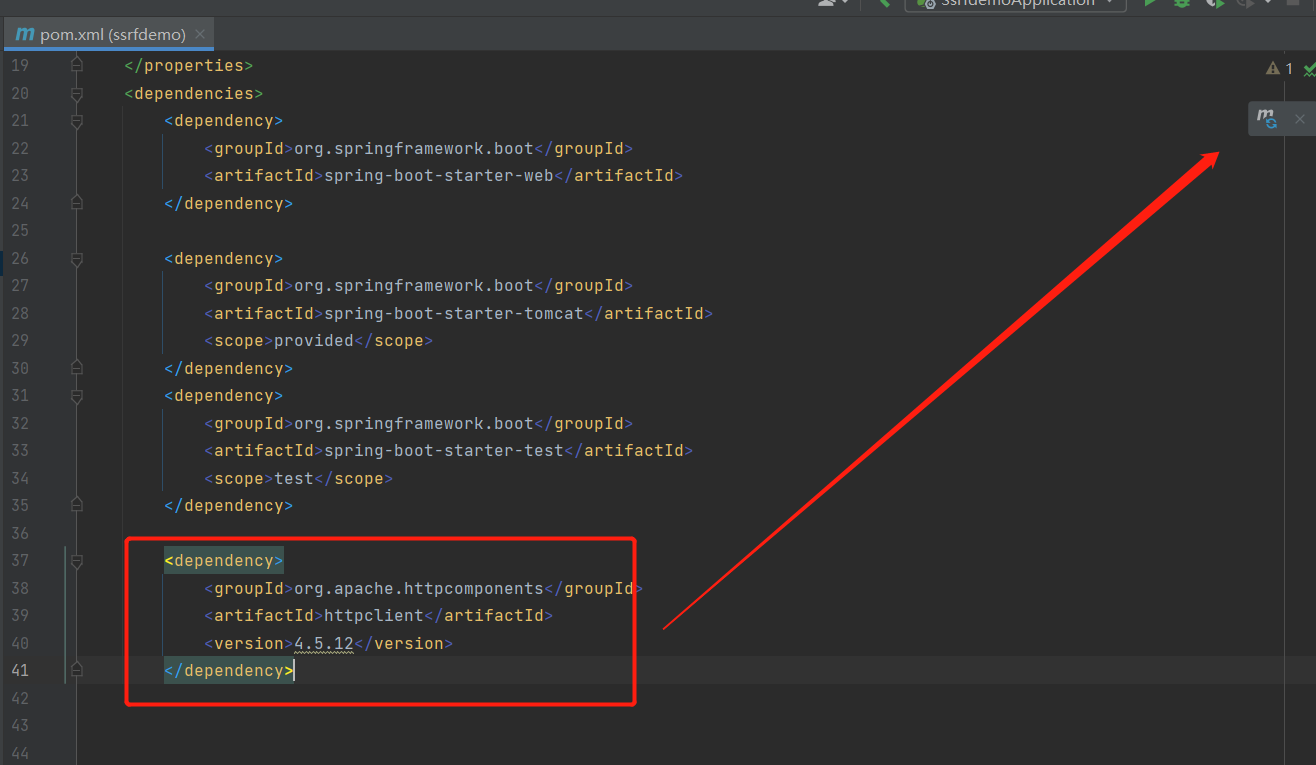 SsrfdemoApplication
m pom.xml (ssrfdemo) ×
1
19 </properties>
20 <dependencies>
21 <dependency>
22 <groupId>org.springframework.boot</groupId>
23 <artifactId>spring-boot-starter-web</artifactId>
24 </dependency>
25
26 <dependency>
27 <groupId>org.springframework.boot</groupId>
28 <artifactId>spring-boot-starter-tomcat</artifactId>
29 <scope>provided</scope>
30 </dependency>
31 <dependency>
32 <groupId>org.springframework.boot</groupId>
33 <artifactId>spring-boot-starter-test</artifactId>
34 <scope>test</scope>
35 </dependency>
36
37 <dependency>
38 <groupId>org.apache.httpcomponents</groupId>
39 <artifactId>httpclient</artifactId>
40 <version>4.5.12</version>
41 </dependency>
42
43
44